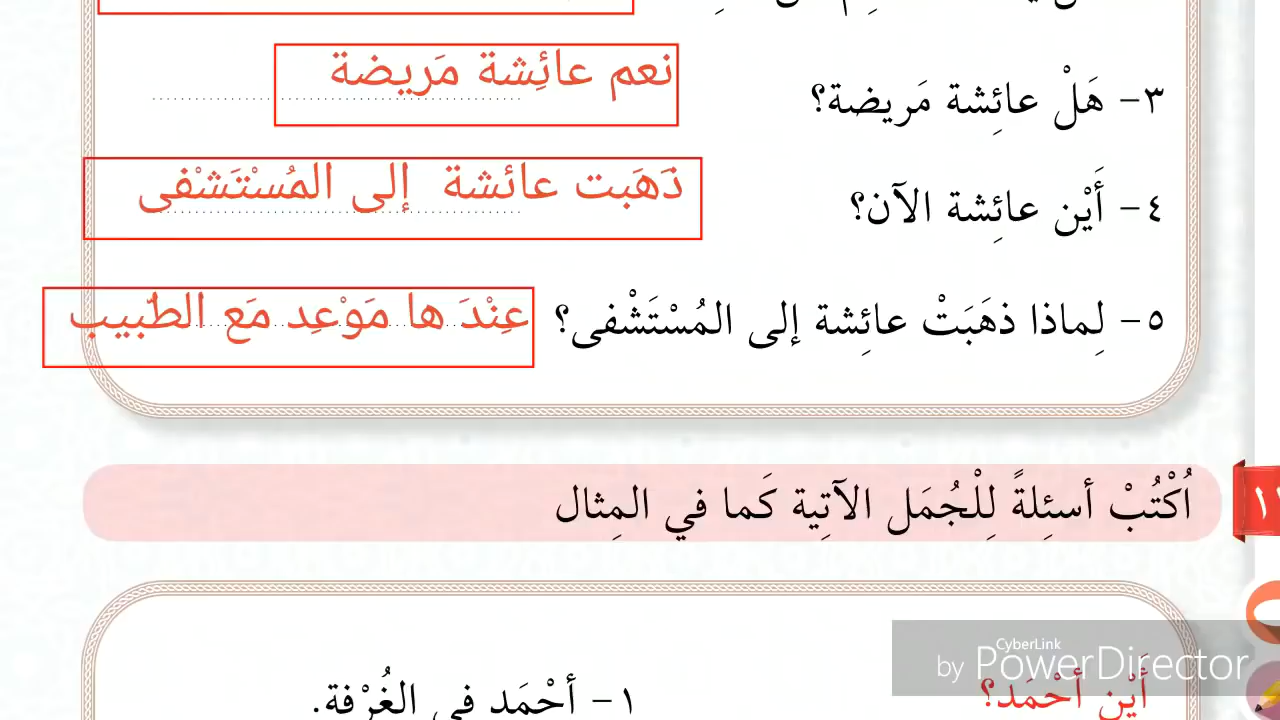 ٣- هَلْ عائِشة مَريضة؟ نعم عائِشة مَريضة
٤- أَيْن عائِشة الآن؟ ذَهَبت عائشة إلى المُسْتَشْفى
٥- لِماذا ذهَبَتْ عائِشة إلى المُسْتَشْفى؟ عِنْدَ ها مَوْعِد مَع الطّبيب
اُكْتُبْ أسئِلةً لِلْجُمَل الآتِية كَما في المِثال
أَيْن أحْمَد؟ ١- أحْمَد في الغُرْفة.
CyberLink
by PowerDirector